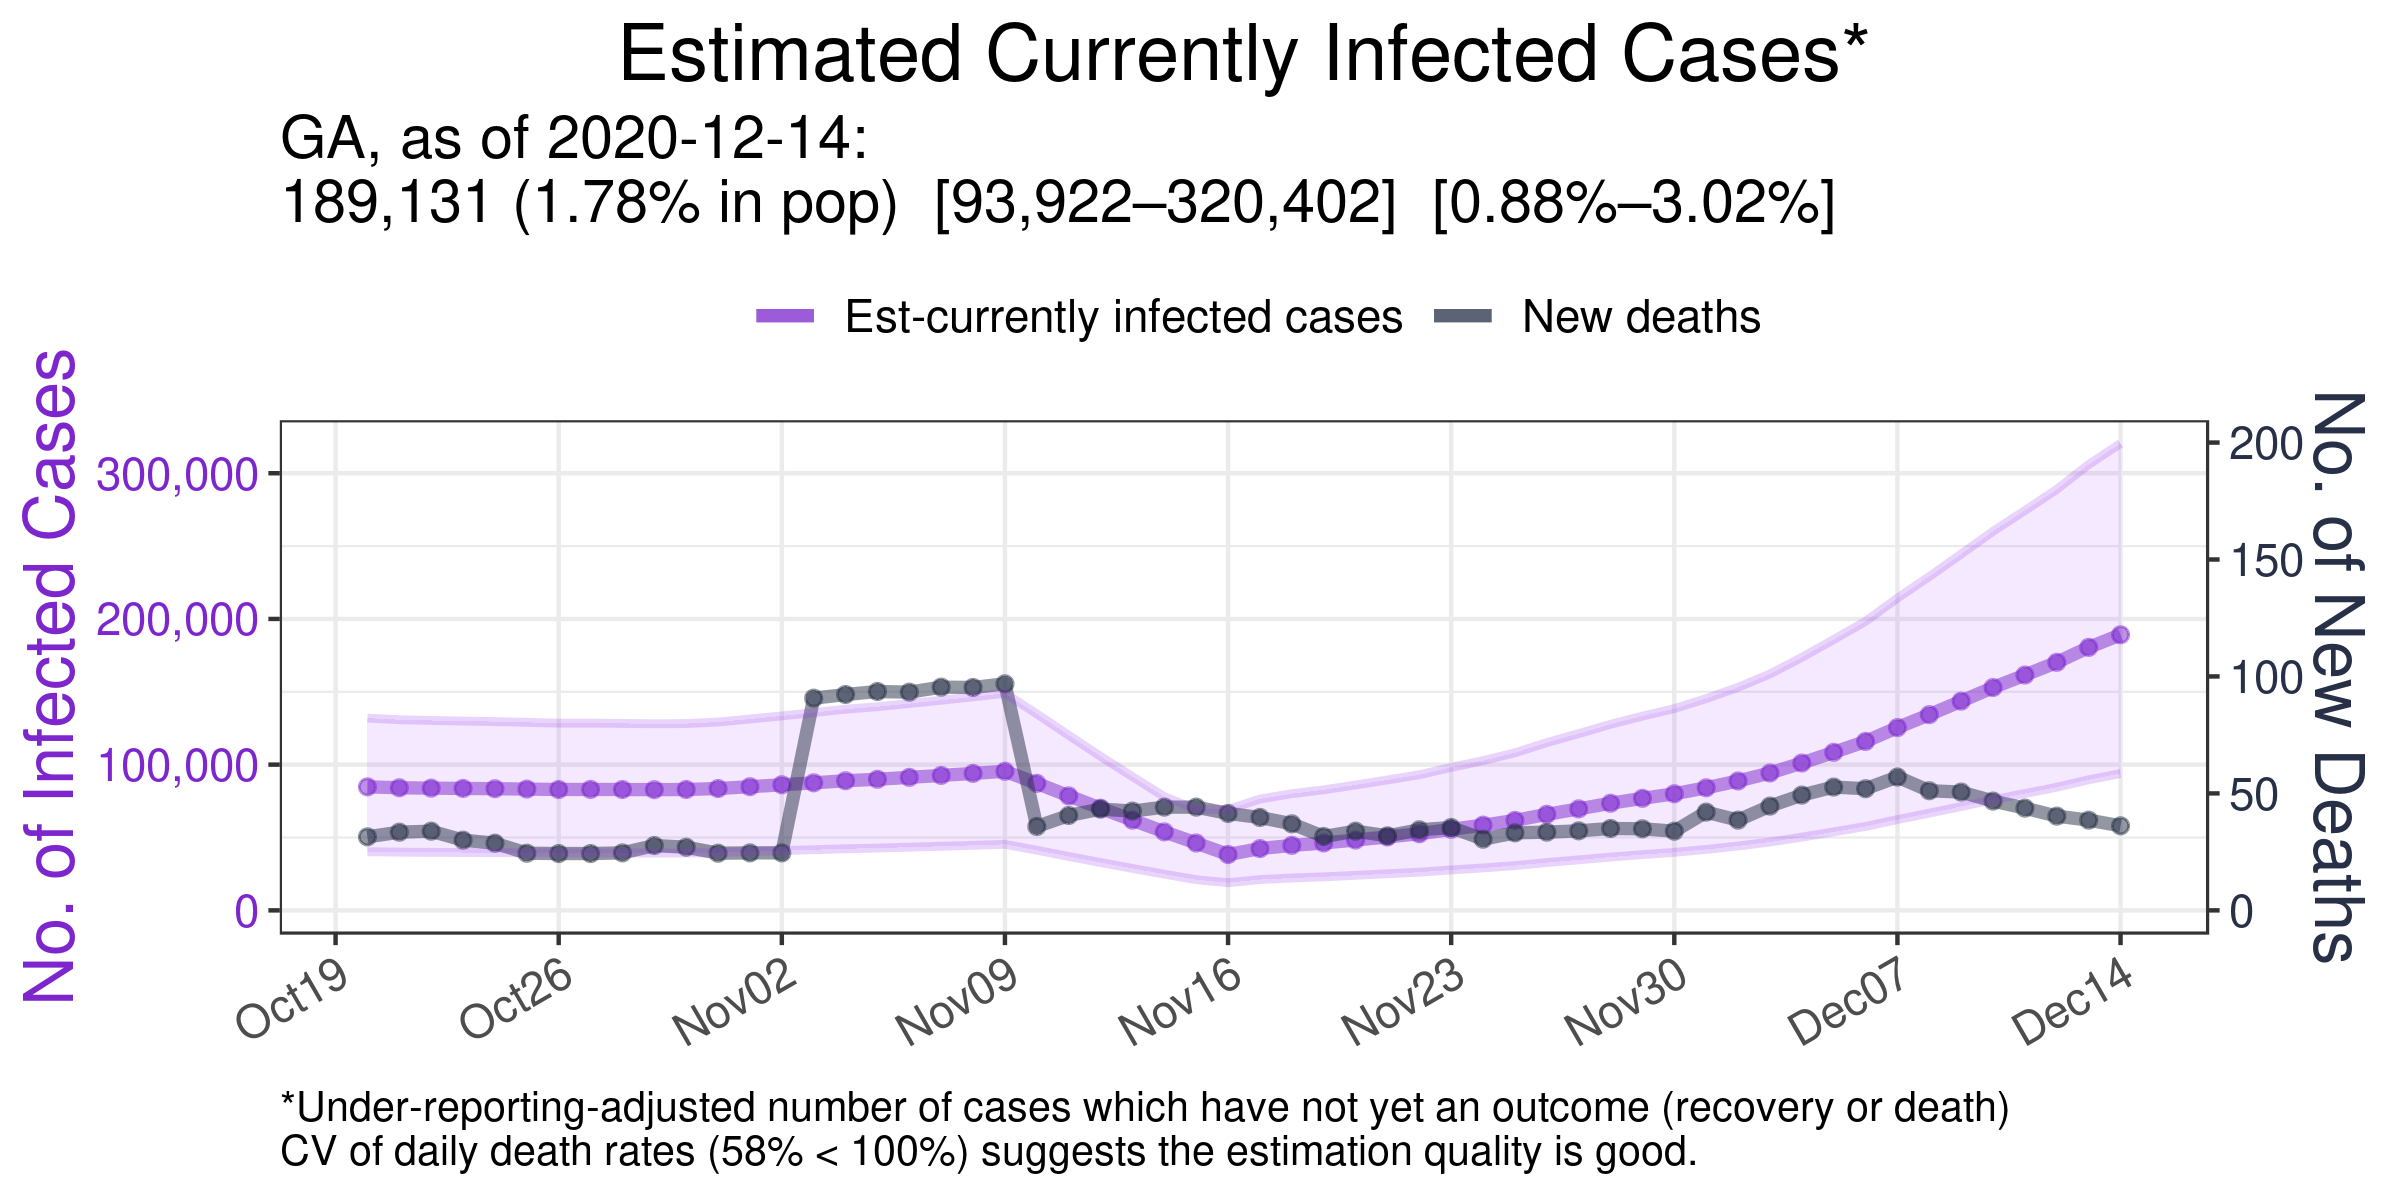 Estimated Currently Infected Cases*
GA, as of 2020-12-14:
189,131 (1.78% in pop)  [93,922–320,402]  [0.88%–3.02%]
Est-currently infected cases
New deaths
No. of Infected Cases
300,000
200,000
100,000
0
200
150
100
50
0
No. of New Deaths
Oct19
Oct26
Nov02
Nov09
Nov16
Nov23
Nov30
Dec07
Dec14
*Under-reporting-adjusted number of cases which have not yet an outcome (recovery or death)
CV of daily death rates (58% < 100%) suggests the estimation quality is good.